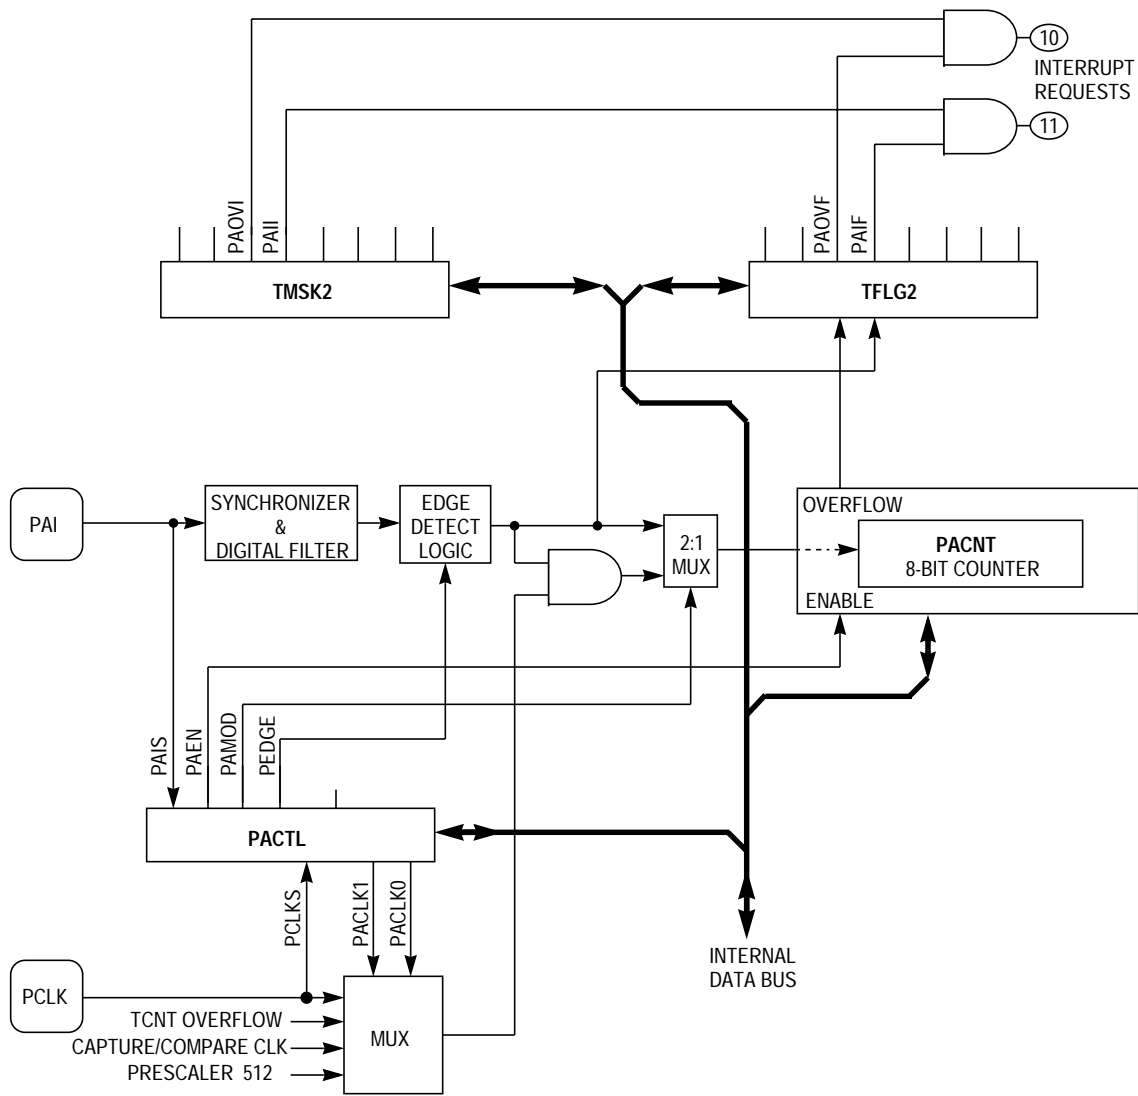 10
INTERRUPT
REQUESTS
11
PAOVI
PAII
PAOVF
PAIF
TMSK2
TFLG2
PAI
SYNCHRONIZER
&
DIGITAL FILTER
EDGE
DETECT
LOGIC
2:1
MUX
OVERFLOW
PACNT
8-BIT COUNTER
ENABLE
PAIS
PAEN
PAMOD
PEDGE
PACTL
PCLKS
PACLK1
PACLK0
INTERNAL
DATA BUS
PCLK
TCNT OVERFLOW
CAPTURE/COMPARE CLK
PRESCALER 512
MUX